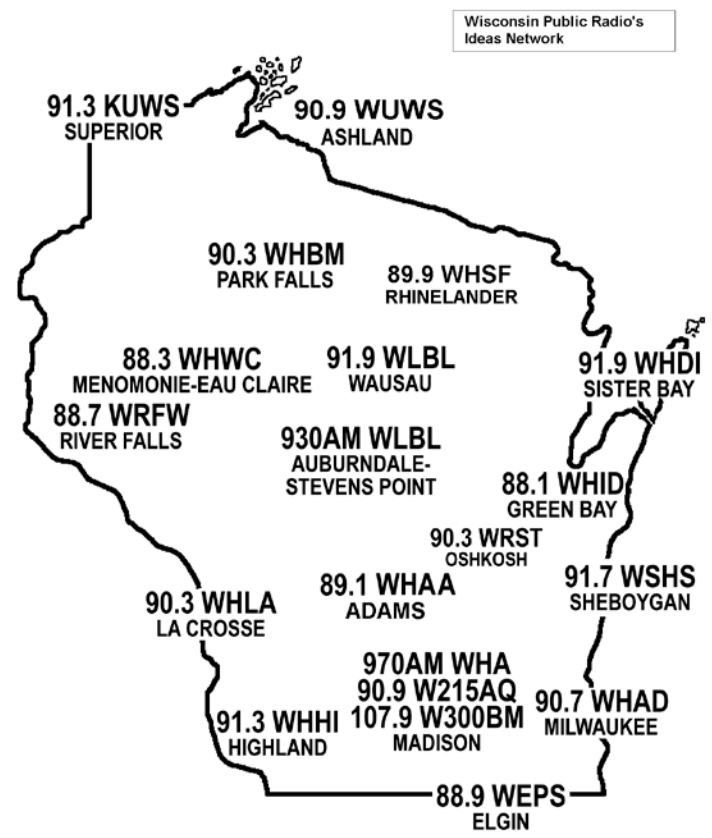 Wisconsin Public Radio's
Ideas Network
91.3 KUWS
SUPERIOR
90.9 WUWS
ASHLAND
90.3 WHBM
PARK FALLS
89.9 WHSF
RHINELANDER
88.3 WHWC
MENOMONIE-EAU CLAIRE
91.9 WLBL
WAUSAU
91.9 WHDI
SISTER BAY
88.7 WRFW
RIVER FALLS
930AM WLBL
AUBURNDALE-
STEVENS POINT
88.1 WHID
GREEN BAY
90.3 WRST
OSHKOSH
91.7 WSHS
SHEBOYGAN
89.1 WHAA
ADAMS
90.3 WHLA
LA CROSSE
970AM WHA
90.9 W215AQ
107.9 W300BM
MADISON
90.7 WHAD
MILWAUKEE
91.3 WHHI
HIGHLAND
88.9 WEPS
ELGIN